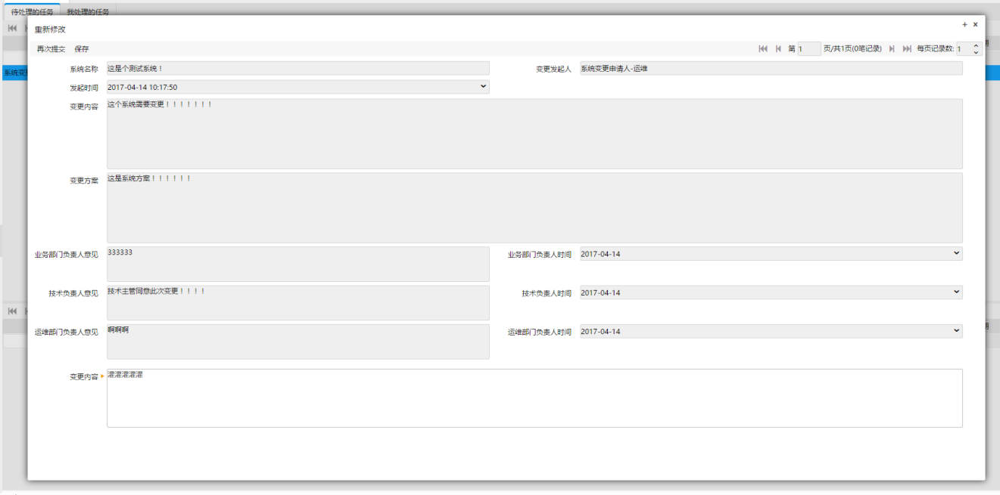 待处理的任务 我处理的任务
重新修改
再次提交 保存 第 1 页/共1页(0笔记录) 每页记录数: 1
系统名称 这是个测试系统！ 变更发起人 系统变更申请人-运维
系统变
发起时间 2017-04-14 10:17:50
变更内容 这个系统需要变更！！！！！！！
变更方案 这是系统方案！！！！！！
业务部门负责人意见 333333 业务部门负责人时间 2017-04-14
技术负责人意见 技术主管同意此次变更！！！！ 技术负责人时间 2017-04-14
运维部门负责人意见 啊啊啊 运维部门负责人时间 2017-04-14
变更内容 灌灌灌灌灌